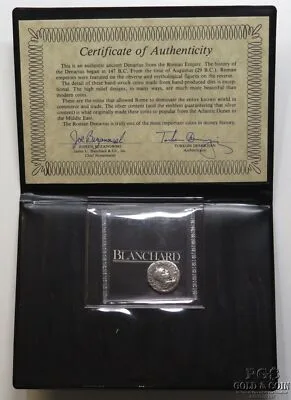 Certificate of Authenticity
This is an authentic ancient Denarius from the Roman Empire. The history
of the Denarius began in 147 B.C. From the time of Augustus (29 B.C.) Roman
emperors were featured on the obverse and mythological figures on the reverse.
The detail of these hand struck coins made from hand produced dies is
exceptional. The high relief designs, in many ways, are much more beautiful than
modern coins.
These are the coins that allowed Rome to dominate the entire known world in
commerce and trade. The silver content (and the emblem guaranteeing that silver
content) is what originally made these coins so popular from the Atlantic Ocean to
the Middle East.
The Roman Denarius is truly one of the most important coins in money history.
Chief Numismatist
Authenticator
BLANCHARD
GOLD & COIN